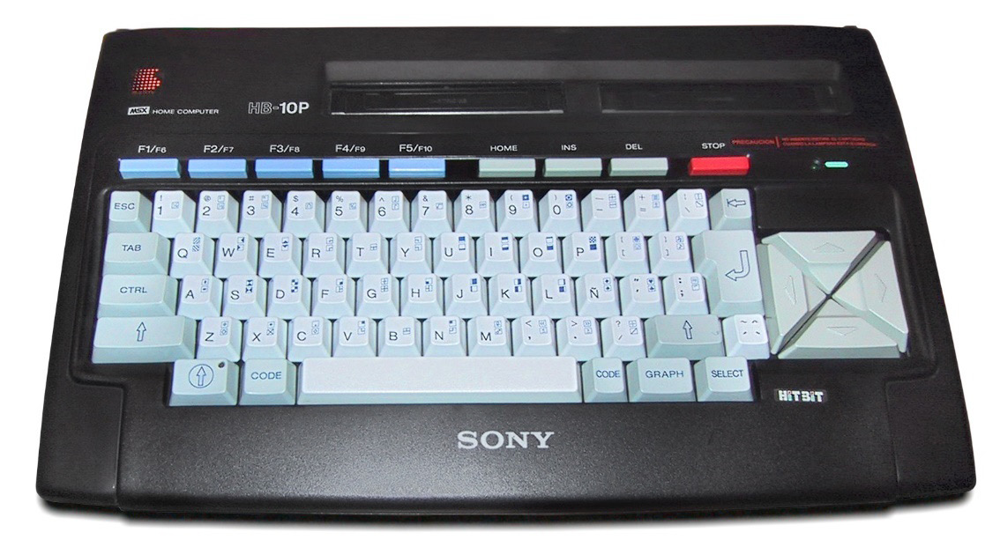 MSX HOME COMPUTER HB-10P
F1/F6 F2/F7 F3/F8 F4/F9 F5/F10 HOME INS DEL STOP PRECAUCION
ESC ! 1 @ 2 # 3 $ 4 % 5 ^ 6 & 7 * 8 ( 9 ) 0 _ - + = \
TAB Q W E R T Y U I O P [ ]
CTRL A S D F G H J K L Ñ ; :
Z X C V B N M < , > . ? /
CODE CODE GRAPH SELECT
HiTBiT
SONY